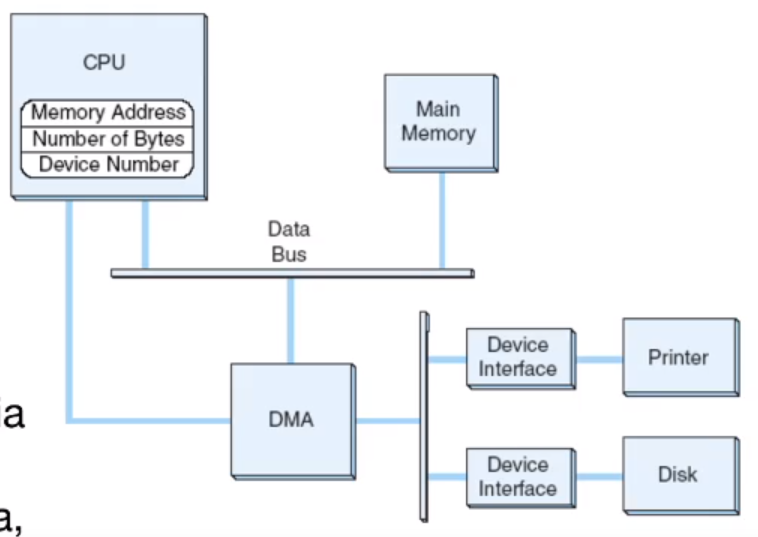 CPU
Memory Address
Number of Bytes
Device Number
Main
Memory
Data
Bus
Device
Interface
Printer
DMA
Device
Interface
Disk
ia
a,